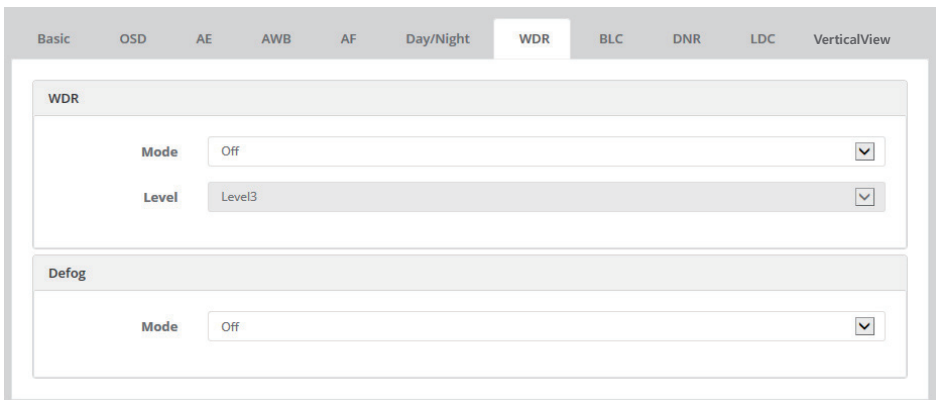 Basic OSD AE AWB AF Day/Night WDR BLC DNR LDC VerticalView
WDR
Mode Off
Level Level3
Defog
Mode Off